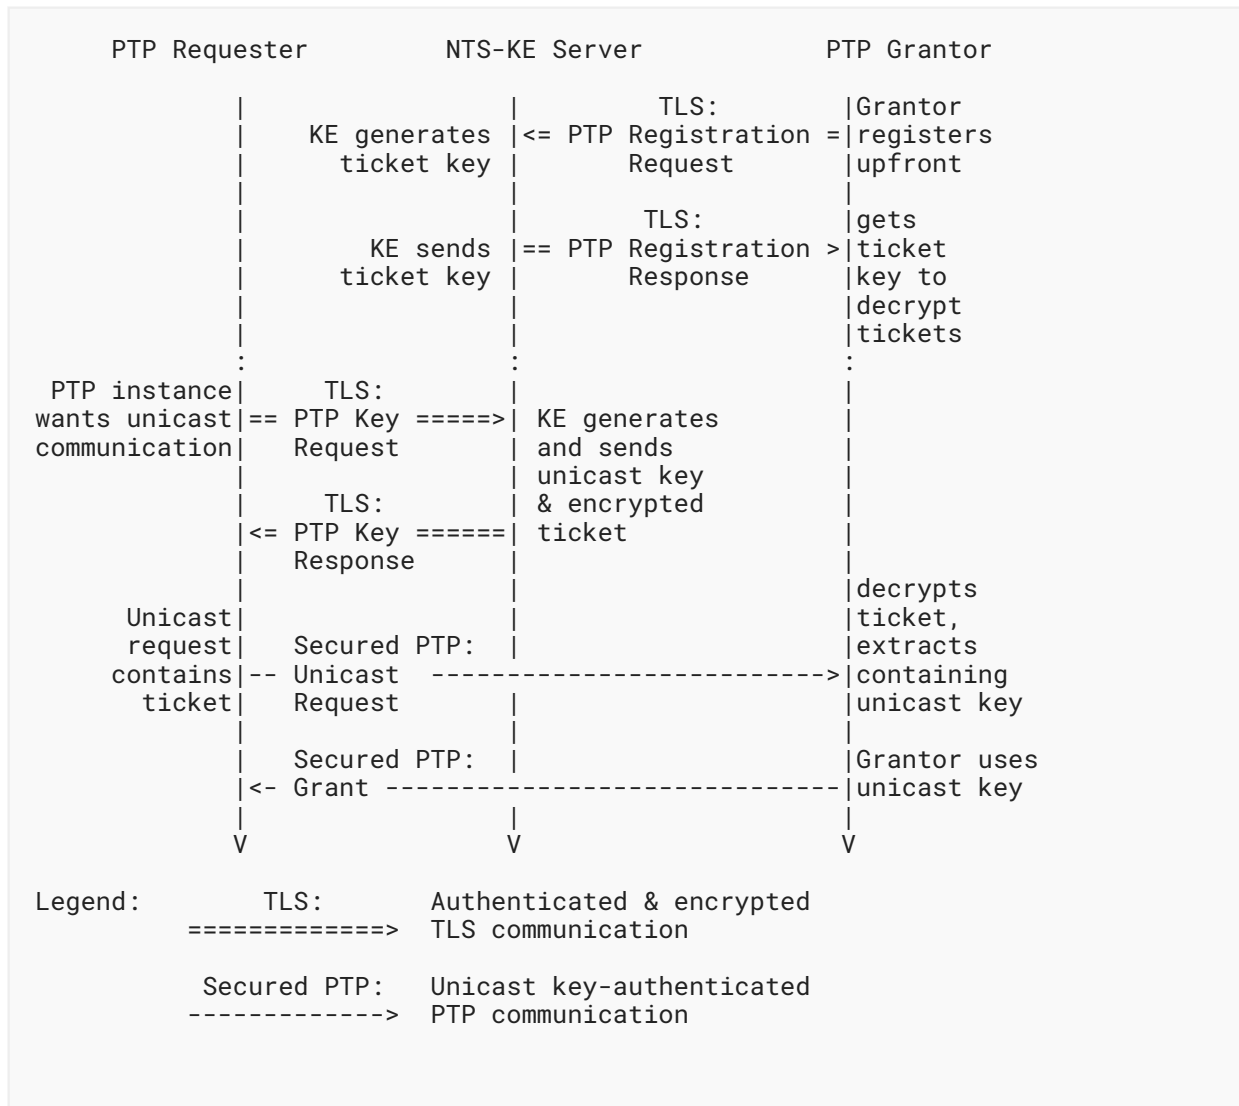 PTP Requester         NTS-KE Server            PTP Grantor

             |                 |         TLS:        |Grantor
             |    KE generates |<= PTP Registration =|registers
             |      ticket key |       Request       |upfront
             |                 |                     |
             |                 |        TLS:         |gets
             |        KE sends |== PTP Registration >|ticket
             |      ticket key |       Response      |key to
             |                 |                     |decrypt
             |                 |                     |tickets
             :                 :                     :
 PTP instance|     TLS:        |                     |
wants unicast|== PTP Key =====>| KE generates        |
communication|   Request       | and sends           |
             |                 | unicast key         |
             |     TLS:        | & encrypted         |
             |<= PTP Key ======| ticket              |
             |   Response      |                     |
             |                 |                     |decrypts
      Unicast|                 |                     |ticket,
      request|   Secured PTP:  |                     |extracts
     contains|-- Unicast  -------------------------->|containing
       ticket|   Request       |                     |unicast key
             |                 |                     |
             |   Secured PTP:  |                     |Grantor uses
             |<- Grant ------------------------------|unicast key
             |                 |                     |
             V                 V                     V

Legend:        TLS:       Authenticated & encrypted
          =============>  TLS communication

           Secured PTP:   Unicast key-authenticated
          ------------->  PTP communication